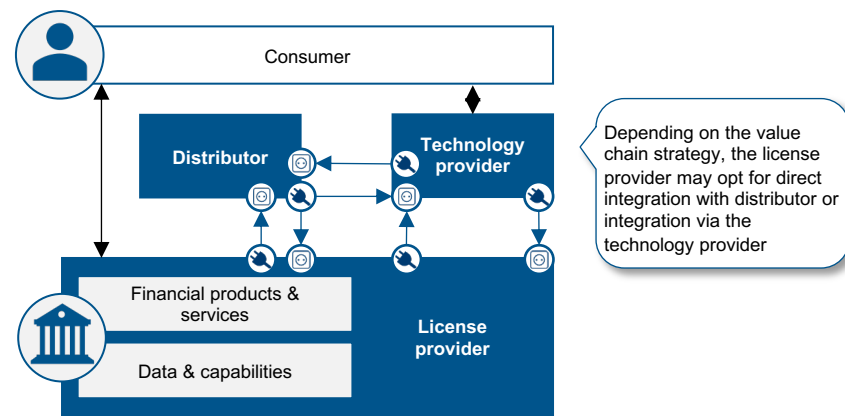 Consumer
Distributor
Technology
provider
Depending on the value
chain strategy, the license
provider may opt for direct
integration with distributor or
integration via the
technology provider
Financial products &
services
License
provider
Data & capabilities